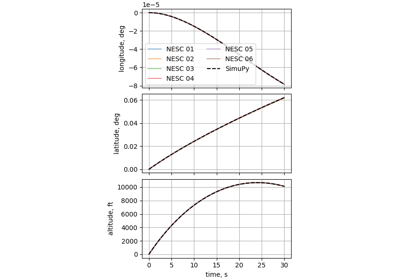 1e−5
0
−2
−4
−6
−8
longitude, deg
NESC 01
NESC 02
NESC 03
NESC 04
NESC 05
NESC 06
SimuPy
0.06
0.04
0.02
0.00
latitude, deg
10000
8000
6000
4000
2000
0
altitude, ft
0 5 10 15 20 25 30
time, s